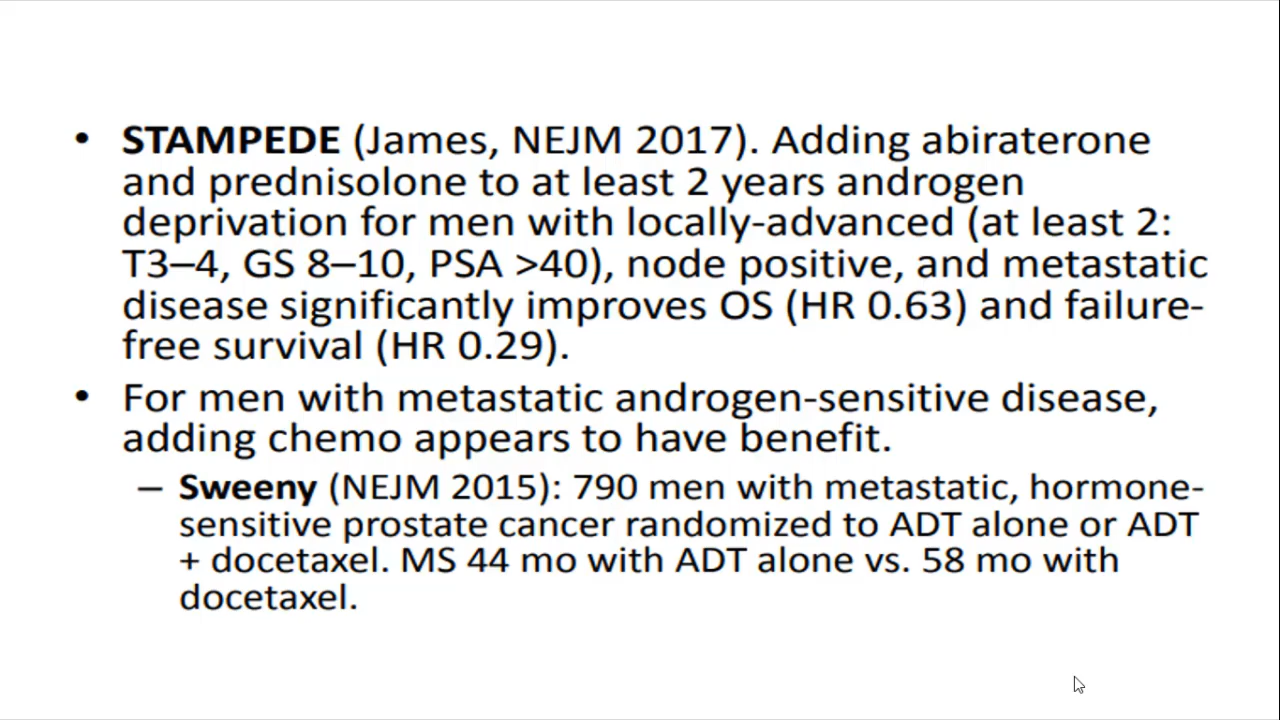 • STAMPEDE (James, NEJM 2017). Adding abiraterone
and prednisolone to at least 2 years androgen
deprivation for men with locally-advanced (at least 2:
T3–4, GS 8–10, PSA >40), node positive, and metastatic
disease significantly improves OS (HR 0.63) and failure-
free survival (HR 0.29).
• For men with metastatic androgen-sensitive disease,
adding chemo appears to have benefit.
– Sweeny (NEJM 2015): 790 men with metastatic, hormone-
sensitive prostate cancer randomized to ADT alone or ADT
+ docetaxel. MS 44 mo with ADT alone vs. 58 mo with
docetaxel.